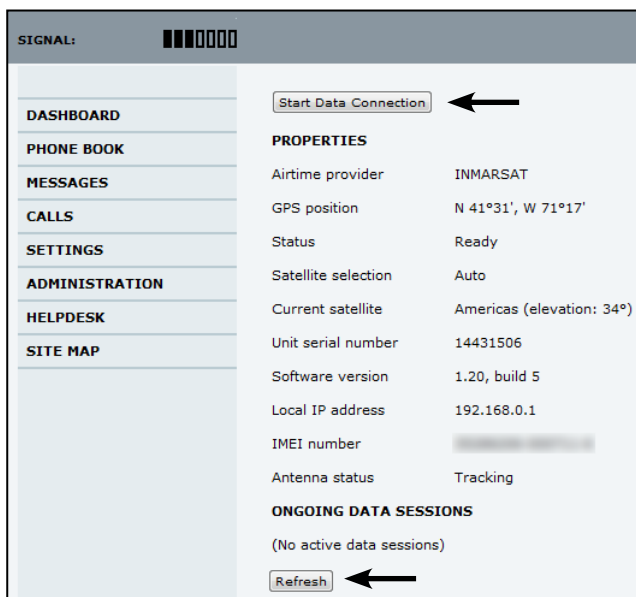 SIGNAL:
Start Data Connection
DASHBOARD
PHONE BOOK
MESSAGES
CALLS
SETTINGS
ADMINISTRATION
HELPDESK
SITE MAP
PROPERTIES
Airtime provider INMARSAT
GPS position N 41°31', W 71°17'
Status Ready
Satellite selection Auto
Current satellite Americas (elevation: 34°)
Unit serial number 14431506
Software version 1.20, build 5
Local IP address 192.168.0.1
IMEI number
Antenna status Tracking
ONGOING DATA SESSIONS
(No active data sessions)
Refresh